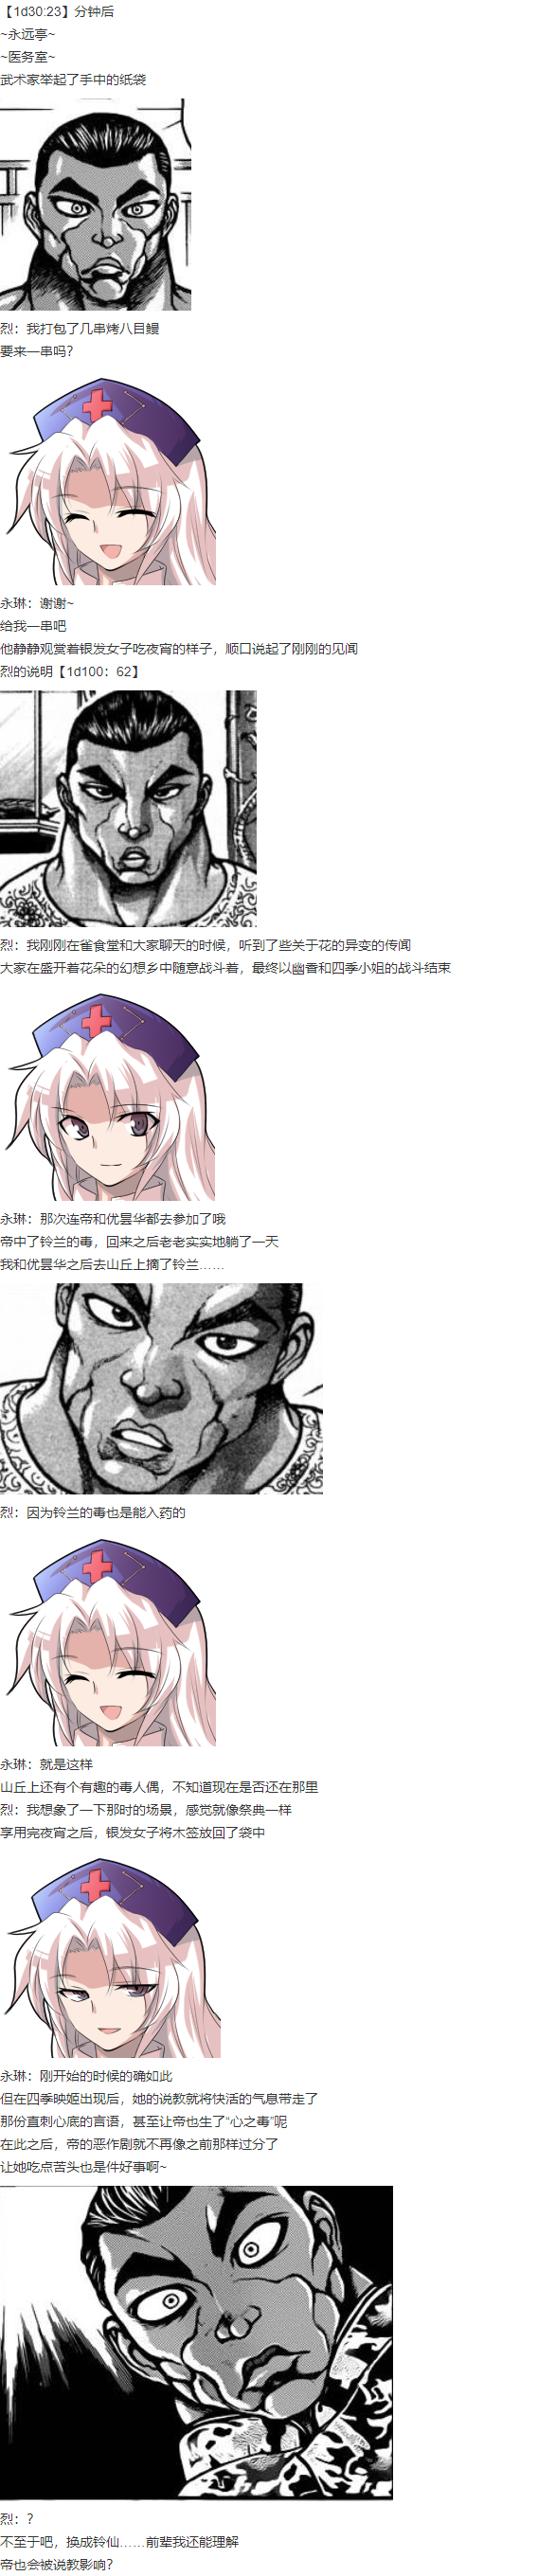 【1d30:23】分钟后
~永远亭~
~医务室~
武术家举起了手中的纸袋
烈：我打包了几串烤八目鳗
要来一串吗？
永琳：谢谢~
给我一串吧
他静静观赏着银发女子吃夜宵的样子，顺口说起了刚刚的见闻
烈的说明【1d100：62】
烈：我刚刚在雀食堂和大家聊天的时候，听到了些关于花的异变的传闻
大家在盛开着花朵的幻想乡中随意战斗着，最终以幽香和四季小姐的战斗结束
永琳：那次连帝和优昙华都去参加了哦
帝中了铃兰的毒，回来之后老老实实地躺了一天
我和优昙华之后去山丘上摘了铃兰……
烈：因为铃兰的毒也是能入药的
永琳：就是这样
山丘上还有个有趣的毒人偶，不知道现在是否还在那里
烈：我想象了一下那时的场景，感觉就像祭典一样
享用完夜宵之后，银发女子将木签放回了袋中
永琳：刚开始的时候的确如此
但在四季映姬出现后，她的说教就将快活的气息带走了
那份直刺心底的言语，甚至让帝也生了“心之毒”呢
在此之后，帝的恶作剧就不再像之前那样过分了
让她吃点苦头也是件好事啊~
烈：？
不至于吧，换成铃仙……前辈我还能理解
帝也会被说教影响？